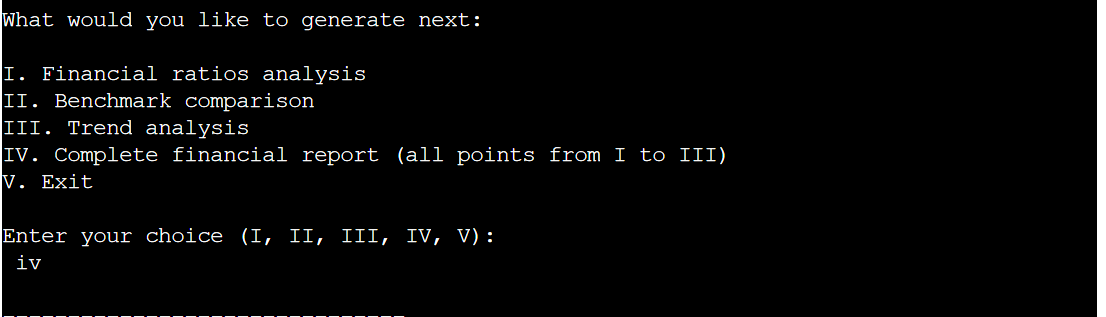 What would you like to generate next:
I. Financial ratios analysis
II. Benchmark comparison
III. Trend analysis
IV. Complete financial report (all points from I to III)
V. Exit
Enter your choice (I, II, III, IV, V):
iv
-------------------------------